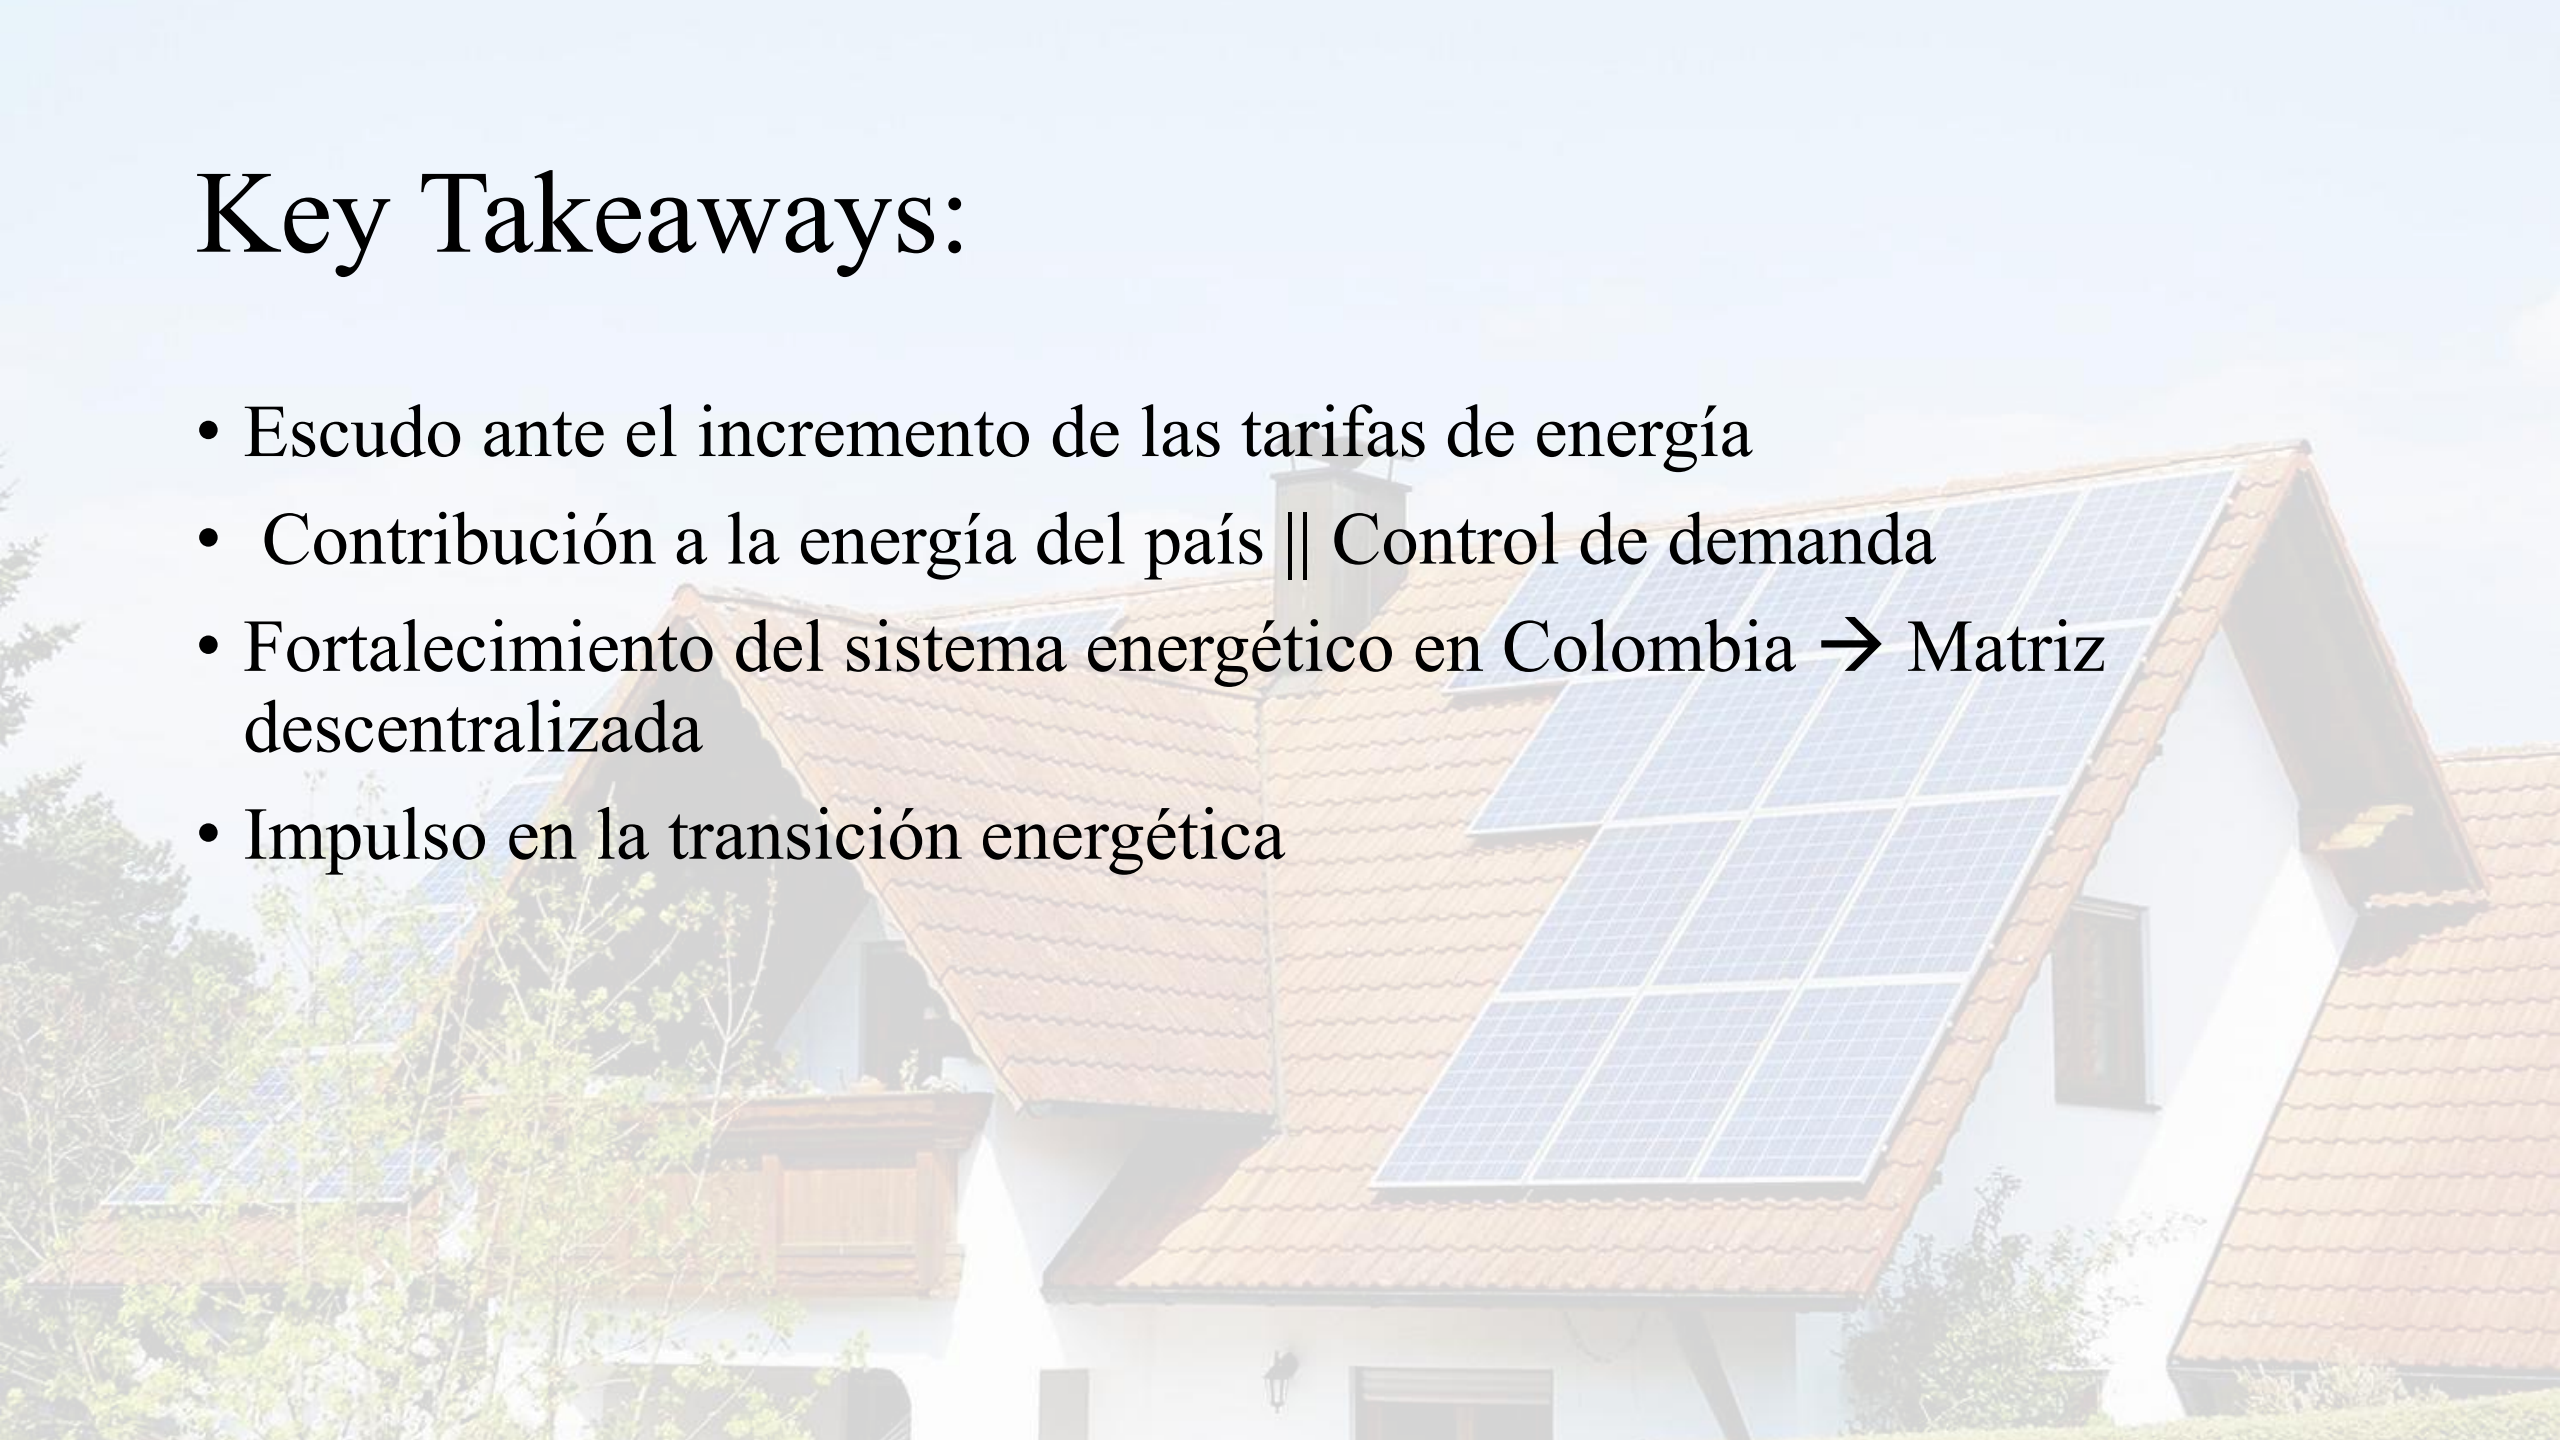 Key Takeaways:
• Escudo ante el incremento de las tarifas de energía
• Contribución a la energía del país || Control de demanda
• Fortalecimiento del sistema energético en Colombia → Matriz
descentralizada
• Impulso en la transición energética